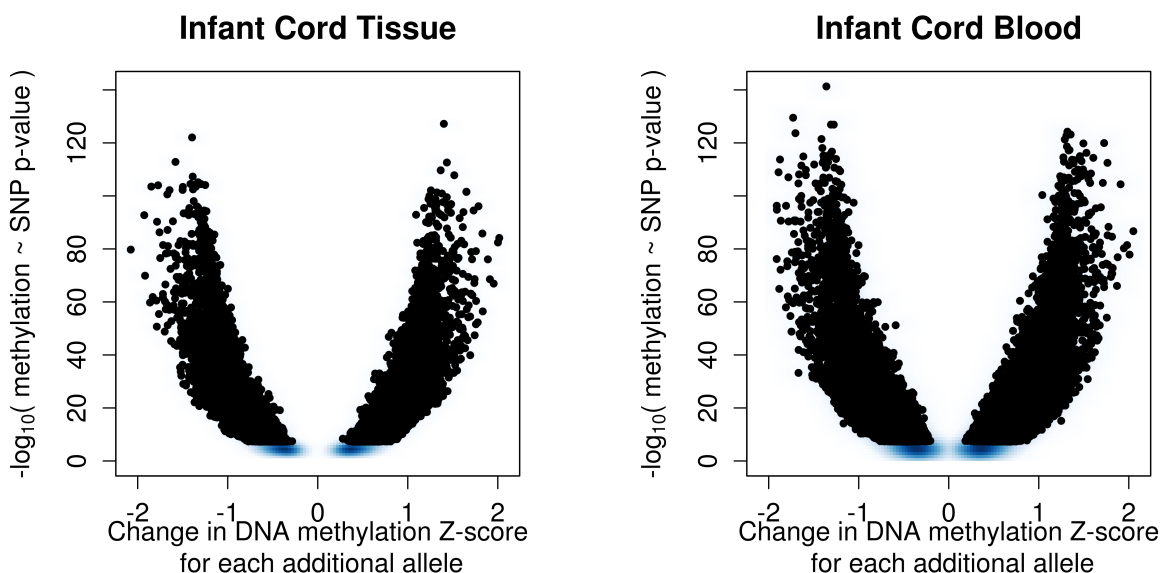 Infant Cord Tissue
-log10( methylation ~ SNP p-value )
120
80
60
40
20
0
-2 -1 0 1 2
Change in DNA methylation Z-score
for each additional allele
Infant Cord Blood
-log10( methylation ~ SNP p-value )
120
80
60
40
20
0
-2 -1 0 1 2
Change in DNA methylation Z-score
for each additional allele